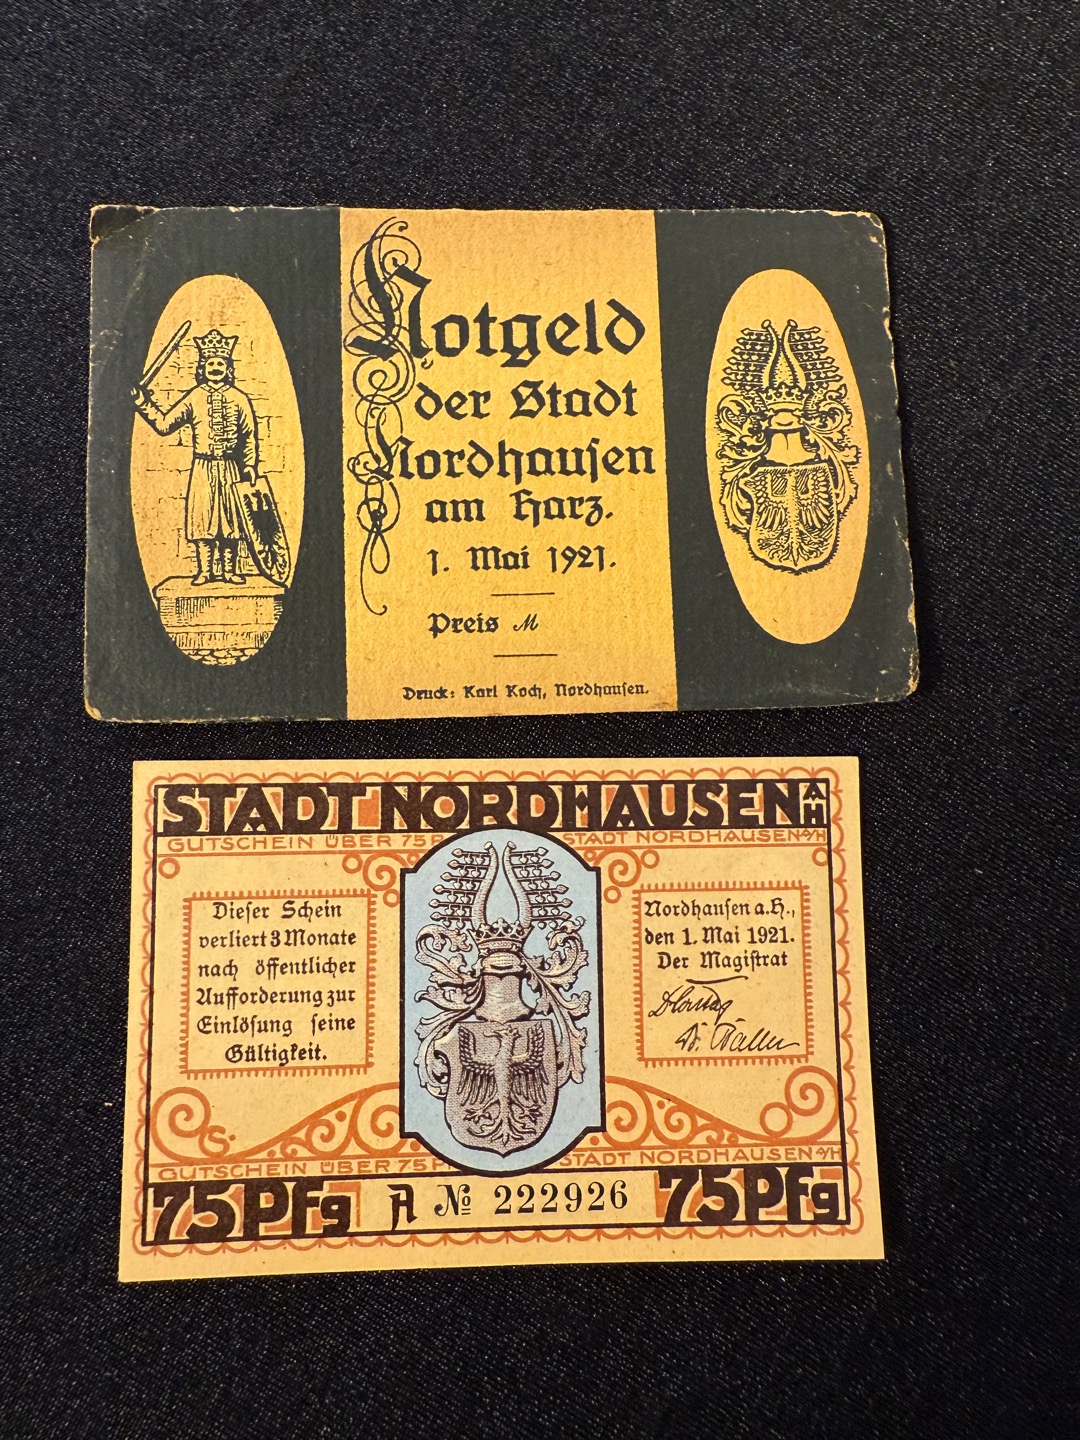 Notgeld
der Stadt
Nordhausen
am Harz.
1. Mai 1921.
Preis M
Druck: Karl Koch, Nordhausen.
STADT NORDHAUSEN A/H
GUTSCHEIN ÜBER 75 P STADT NORDHAUSEN A/H
Dieser Schein
verliert 3 Monate
nach öffentlicher
Aufforderung zur
Einlösung seine
Gültigkeit.
Nordhausen a. H.,
den 1. Mai 1921.
Der Magistrat
S.
GUTSCHEIN ÜBER 75 P STADT NORDHAUSEN A/H
75 Pfg A № 222926 75 Pfg